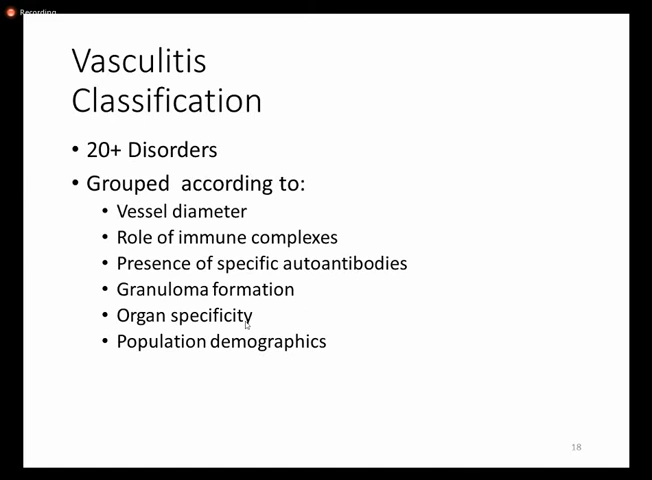 Recording
Vasculitis
Classification
• 20+ Disorders
• Grouped according to:
• Vessel diameter
• Role of immune complexes
• Presence of specific autoantibodies
• Granuloma formation
• Organ specificity
• Population demographics
18